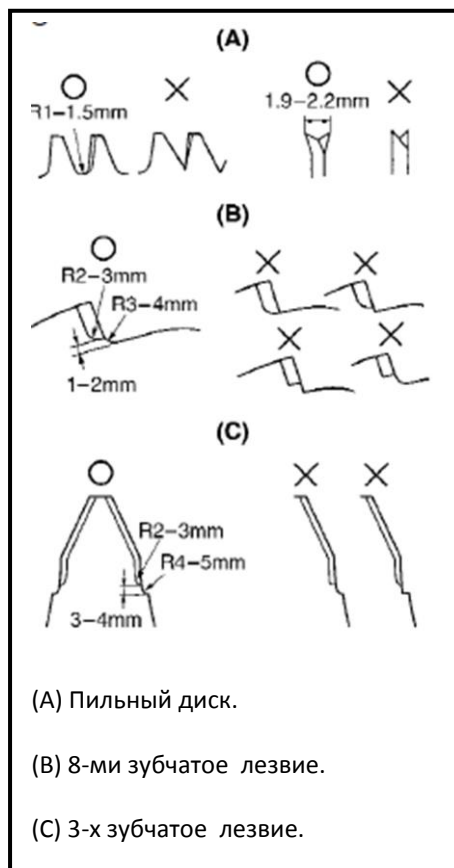 (A)
R1–1.5mm
1.9–2.2mm
(B)
R2–3mm
R3–4mm
1–2mm
(C)
R2–3mm
R4–5mm
3–4mm
(A) Пильный диск.
(B) 8-ми зубчатое лезвие.
(C) 3-х зубчатое лезвие.